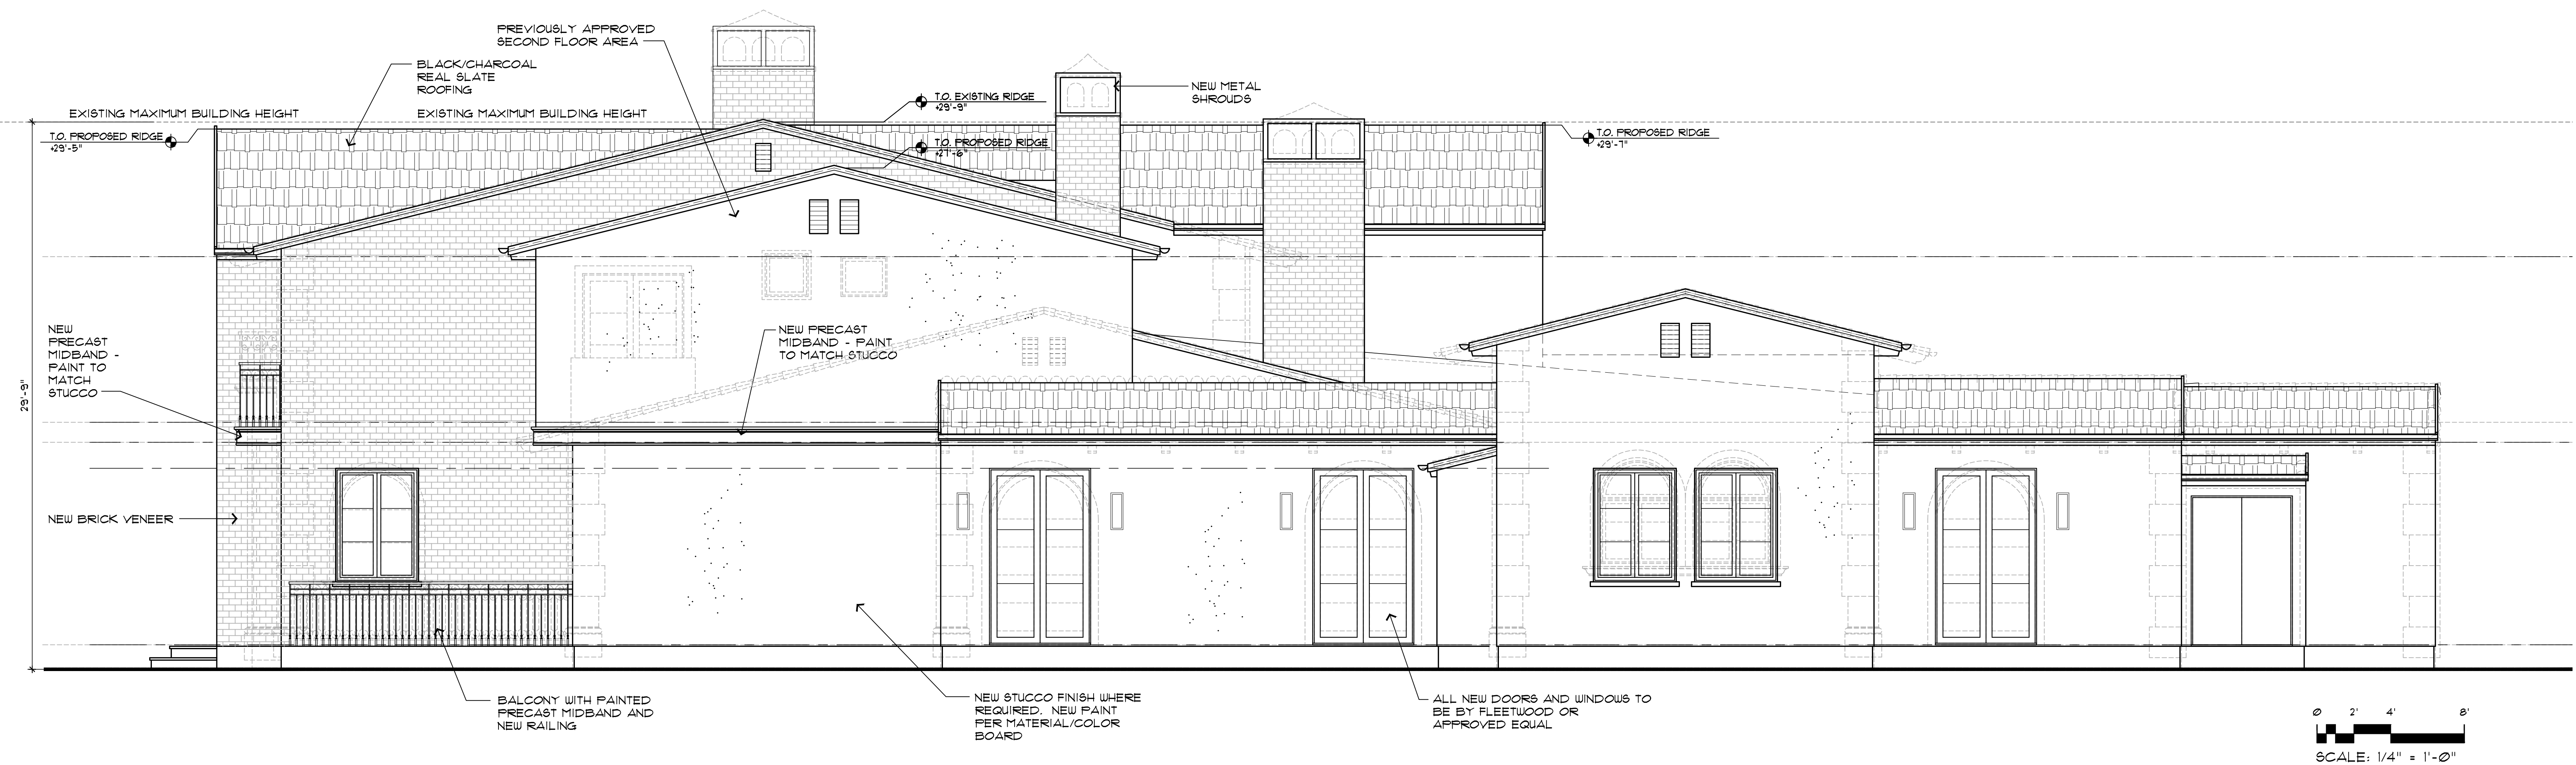 PREVIOUSLY APPROVED
SECOND FLOOR AREA
BLACK/CHARCOAL
REAL SLATE
ROOFING
NEW METAL
SHROUDS
T.O. EXISTING RIDGE
+29'-9"
EXISTING MAXIMUM BUILDING HEIGHT
EXISTING MAXIMUM BUILDING HEIGHT
T.O. PROPOSED RIDGE
+29'-5"
T.O. PROPOSED RIDGE
+27'-6"
T.O. PROPOSED RIDGE
+29'-7"
NEW
PRECAST
MIDBAND -
PAINT TO
MATCH
STUCCO
NEW PRECAST
MIDBAND - PAINT
TO MATCH STUCCO
29'-9"
NEW BRICK VENEER
BALCONY WITH PAINTED
PRECAST MIDBAND AND
NEW RAILING
NEW STUCCO FINISH WHERE
REQUIRED. NEW PAINT
PER MATERIAL/COLOR
BOARD
ALL NEW DOORS AND WINDOWS TO
BE BY FLEETWOOD OR
APPROVED EQUAL
0 2' 4' 8'
SCALE: 1/4" = 1'-0"